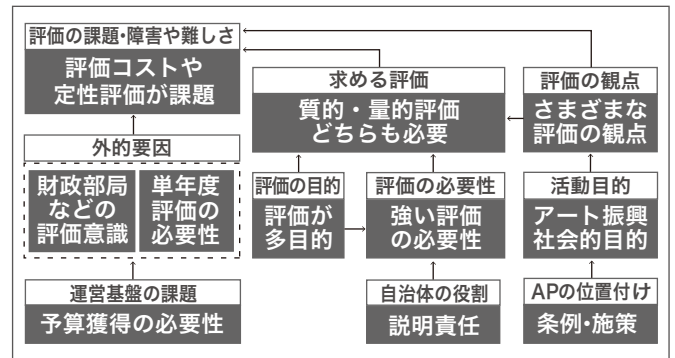 評価の課題・障害や難しさ
評価コストや
定性評価が課題
求める評価
質的・量的評価
どちらも必要
評価の観点
さまざまな
評価の観点
外的要因
財政部局
などの
評価意識
単年度
評価の
必要性
評価の目的
評価が
多目的
評価の必要性
強い評価
の必要性
活動目的
アート振興
社会的目的
運営基盤の課題
予算獲得の必要性
自治体の役割
説明責任
APの位置付け
条例・施策